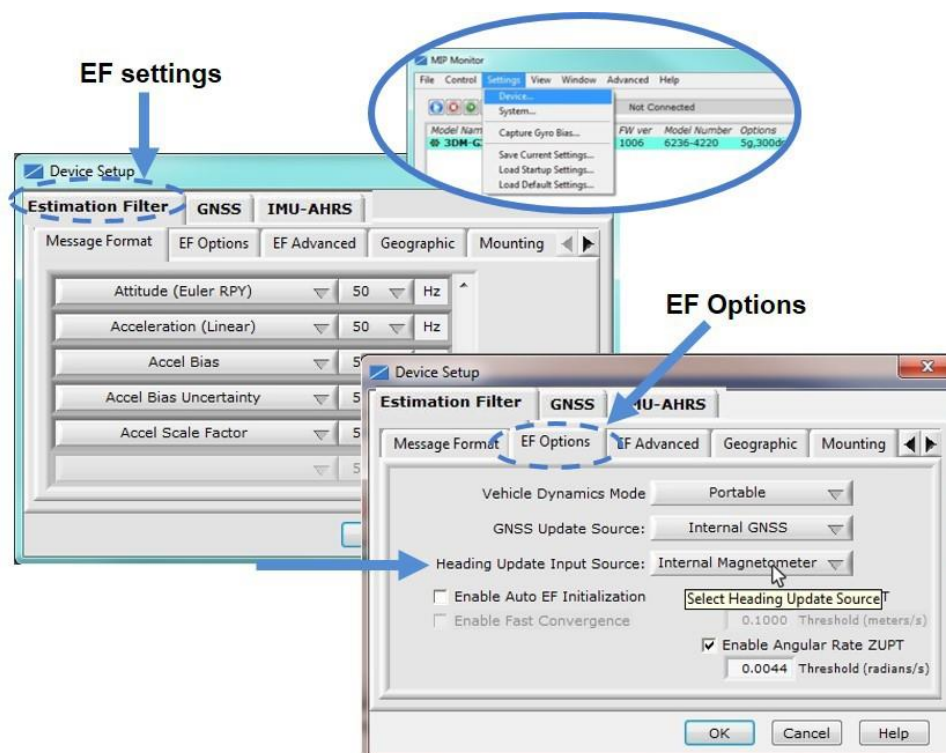 EF settings
MIP Monitor
File Control Settings View Window Advanced Help
Device...
System...
Not Connected
Capture Gyro Bias...
Save Current Settings...
Load Startup Settings...
Load Default Settings...
Model Nam FW ver Model Number Options
3DM-G 1006 6236-4220 5g,300d
Device Setup
Estimation Filter GNSS IMU-AHRS
Message Format EF Options EF Advanced Geographic Mounting
Attitude (Euler RPY) 50 Hz
Acceleration (Linear) 50 Hz
Accel Bias 5
Accel Bias Uncertainty 5
Accel Scale Factor 5
5
EF Options
Device Setup
Estimation Filter GNSS IMU-AHRS
Message Format EF Options EF Advanced Geographic Mounting
Vehicle Dynamics Mode Portable
GNSS Update Source: Internal GNSS
Heading Update Input Source: Internal Magnetometer
Enable Auto EF Initialization Select Heading Update Source T
Enable Fast Convergence 0.1000 Threshold (meters/s)
Enable Angular Rate ZUPT
0.0044 Threshold (radians/s)
OK Cancel Help